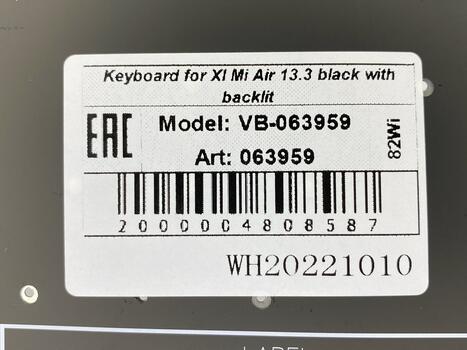 Keyboard for XI Mi Air 13.3 black with
backlit
EAC
Model: VB-063959
Art: 063959
82Wi
2000004808587
WH20221010